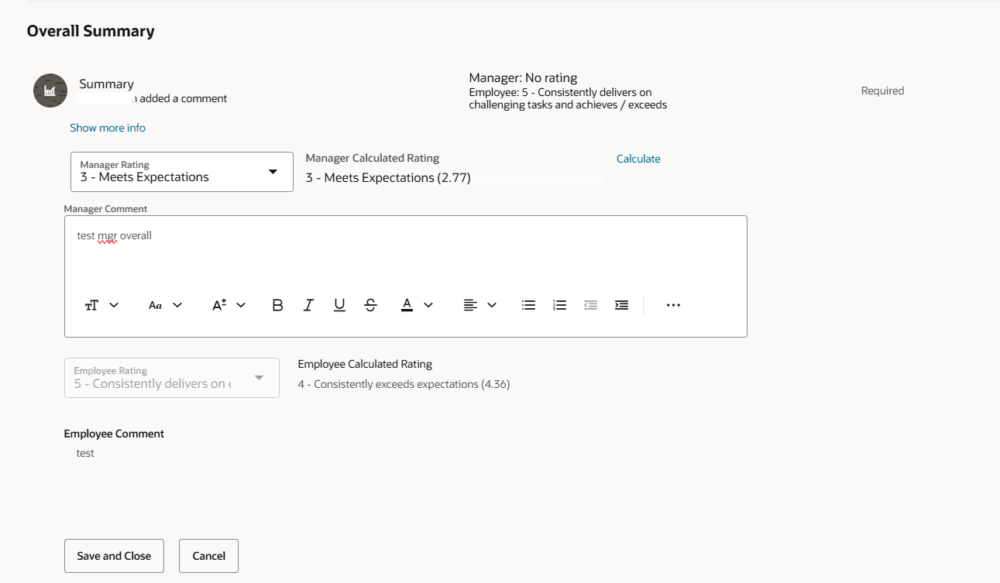 Overall Summary
Summary
added a comment
Manager: No rating
Employee: 5 - Consistently delivers on
challenging tasks and achieves / exceeds
Required
Show more info
Manager Rating
3 - Meets Expectations
Manager Calculated Rating
3 - Meets Expectations (2.77)
Calculate
Manager Comment
test mgr overall
Employee Rating
5 - Consistently delivers on
Employee Calculated Rating
4 - Consistently exceeds expectations (4.36)
Employee Comment
test
Save and Close
Cancel